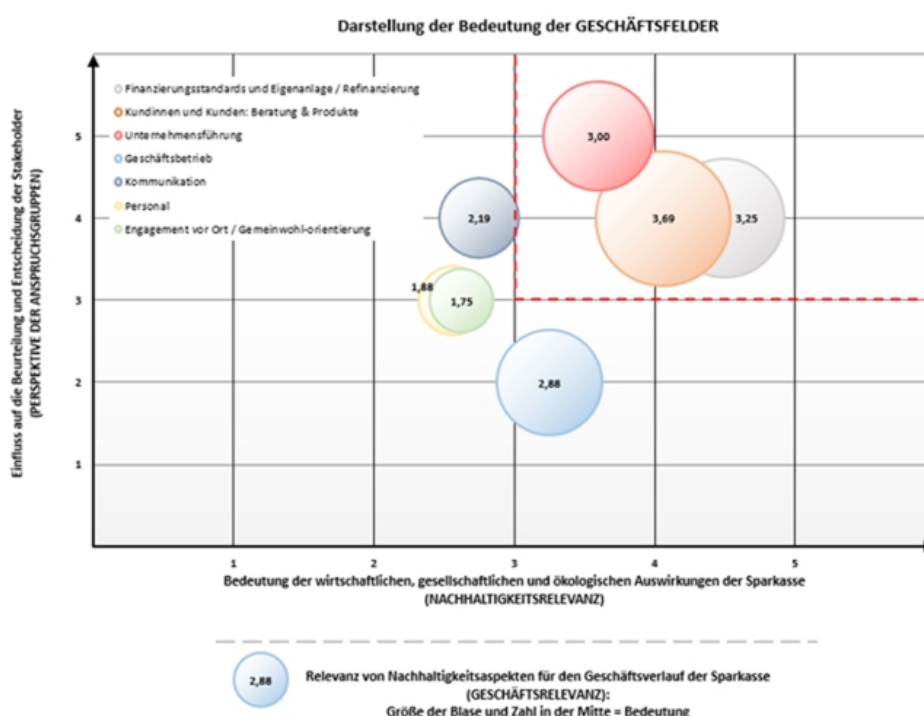 Darstellung der Bedeutung der GESCHÄFTSFELDER
Einfluss auf die Beurteilung und Entscheidung der Stakeholder
(PERSPEKTIVE DER ANSPRUCHSGRUPPEN)
Finanzierungsstandards und Eigenanlage / Refinanzierung
Kundinnen und Kunden: Beratung & Produkte
Unternehmensführung
Geschäftsbetrieb
Kommunikation
Personal
Engagement vor Ort / Gemeinwohl-orientierung
5
4
3
2
1
3,00
2,19
3,69
3,25
1,88
1,75
2,88
1
2
3
4
5
Bedeutung der wirtschaftlichen, gesellschaftlichen und ökologischen Auswirkungen der Sparkasse
(NACHHALTIGKEITSRELEVANZ)
2,88
Relevanz von Nachhaltigkeitsaspekten für den Geschäftsverlauf der Sparkasse
(GESCHÄFTSRELEVANZ):
Größe der Blase und Zahl in der Mitte = Bedeutung